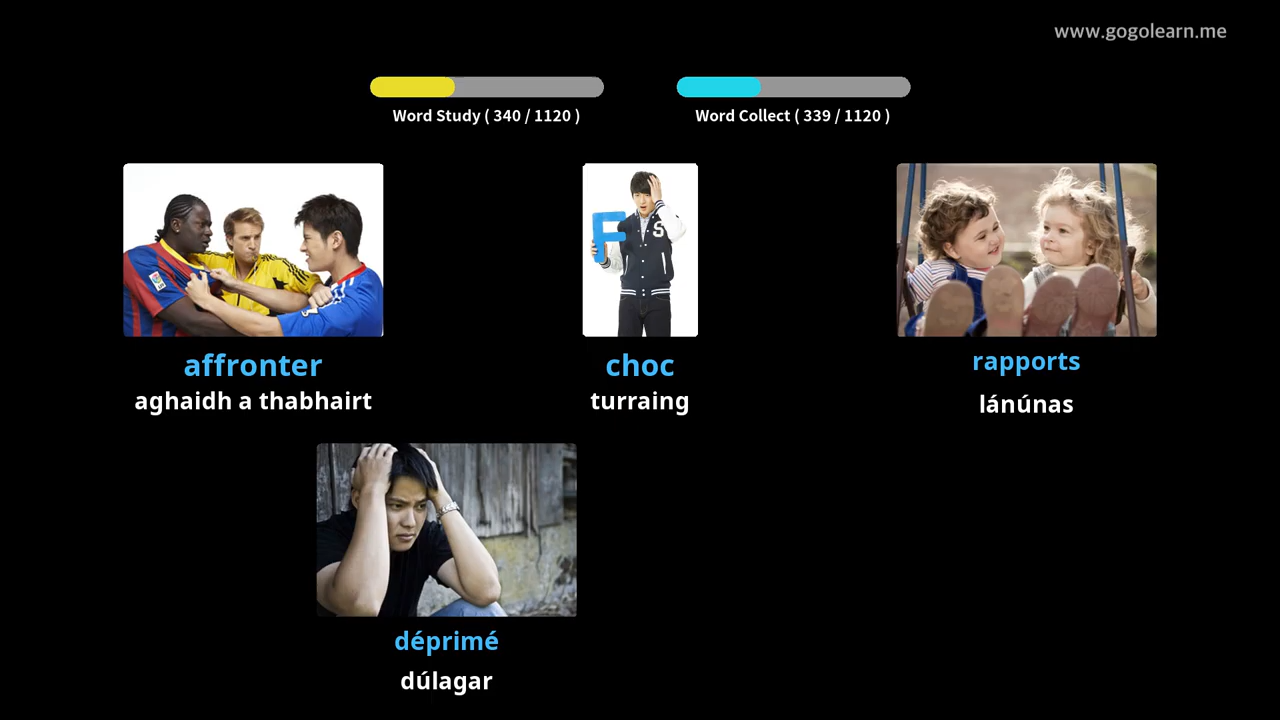 www.gogolearn.me
Word Study ( 340 / 1120 )
Word Collect ( 339 / 1120 )
F
S
affronter
choc
rapports
aghaidh a thabhairt
turraing
lánúnas
déprimé
dúlagar